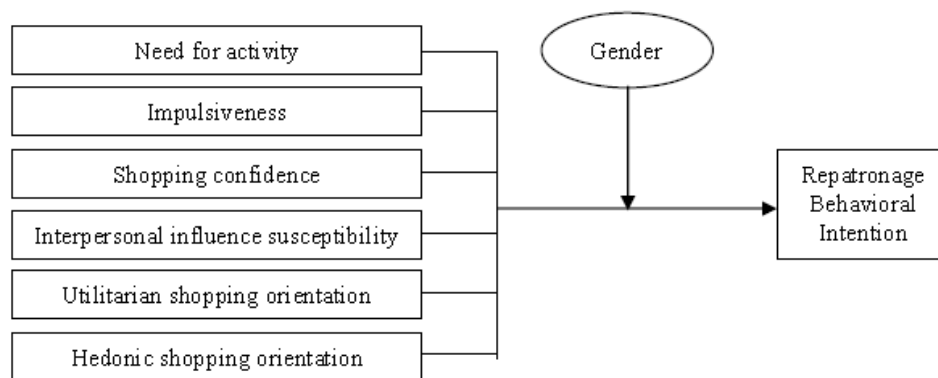 Need for activity
Gender
Impulsiveness
Shopping confidence
Repatronage
Behavioral
Intention
Interpersonal influence susceptibility
Utilitarian shopping orientation
Hedonic shopping orientation